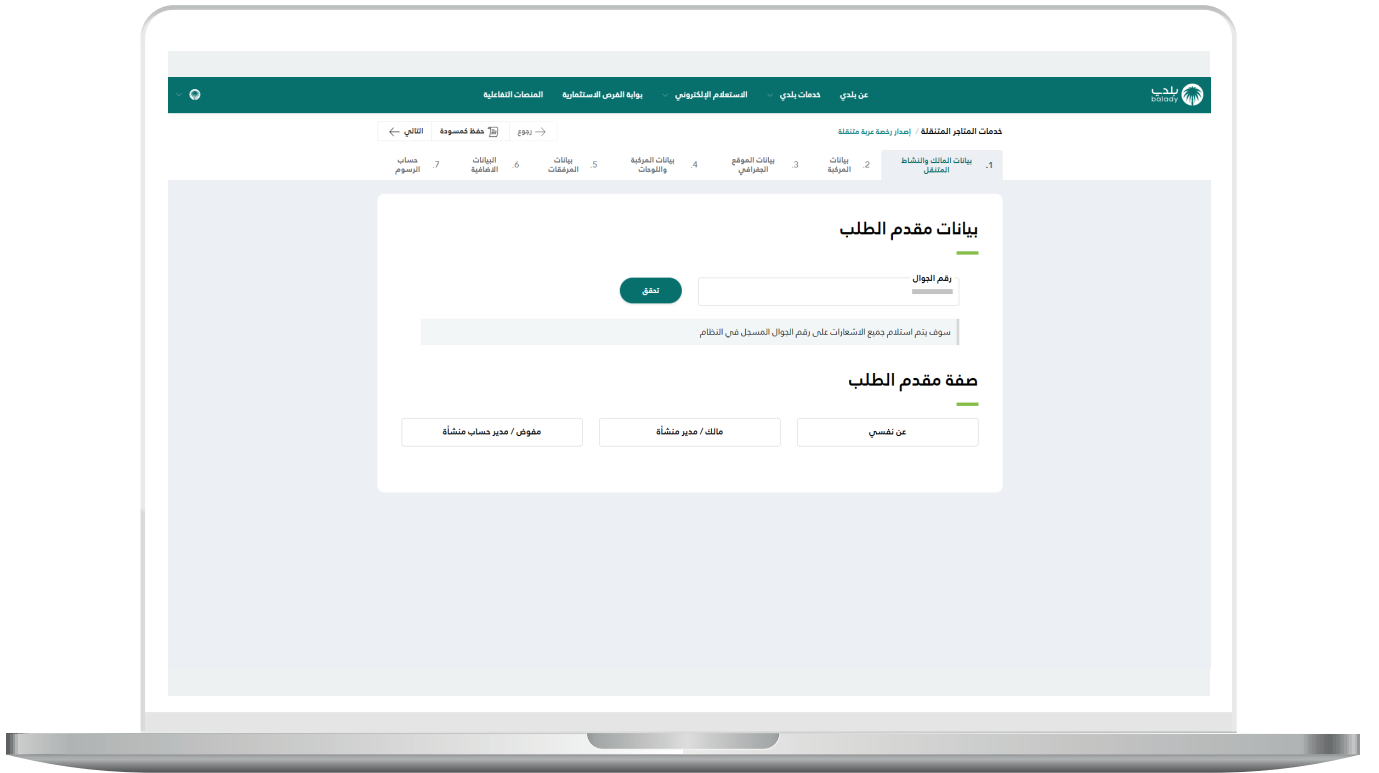 بلدي
balady
عن بلدي
خدمات بلدي
الاستعلام الإلكتروني
بوابة الفرص الاستثمارية
المنصات التفاعلية
خدمات المتاجر المتنقلة / إصدار رخصة عربة متنقلة
رجوع
حفظ كمسودة
التالي
1. بيانات المالك والنشاط
المتنقل
2. بيانات
المركبة
3. بيانات الموقع
الجغرافي
4. بيانات المركبة
واللوحات
5. بيانات
المرفقات
6. البيانات
الاضافية
7. حساب
الرسوم
بيانات مقدم الطلب
رقم الجوال
تحقق
سوف يتم استلام جميع الاشعارات على رقم الجوال المسجل في النظام
صفة مقدم الطلب
عن نفسي
مالك / مدير منشأة
مفوض / مدير حساب منشأة